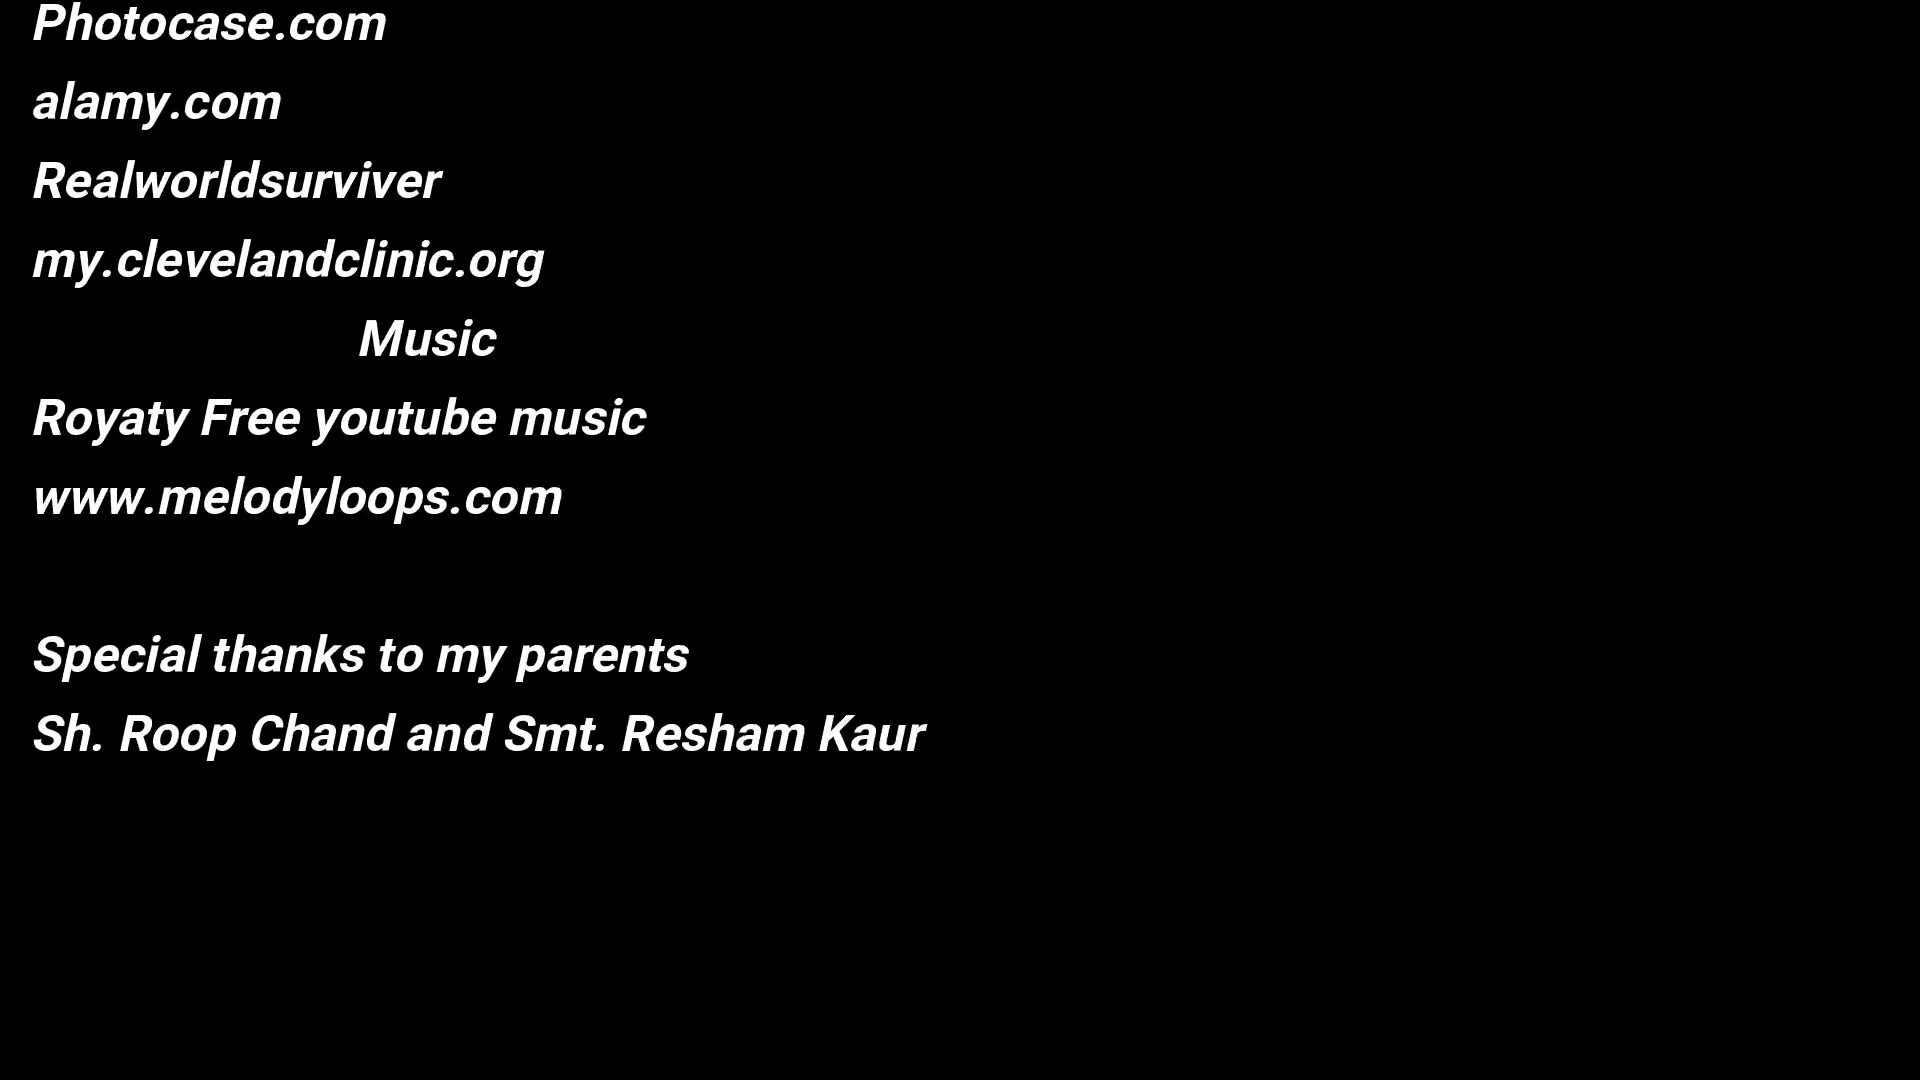 Photocase.com
alamy.com
Realworldsurviver
my.clevelandclinic.org
Music
Royaty Free youtube music
www.melodyloops.com
Special thanks to my parents
Sh. Roop Chand and Smt. Resham Kaur